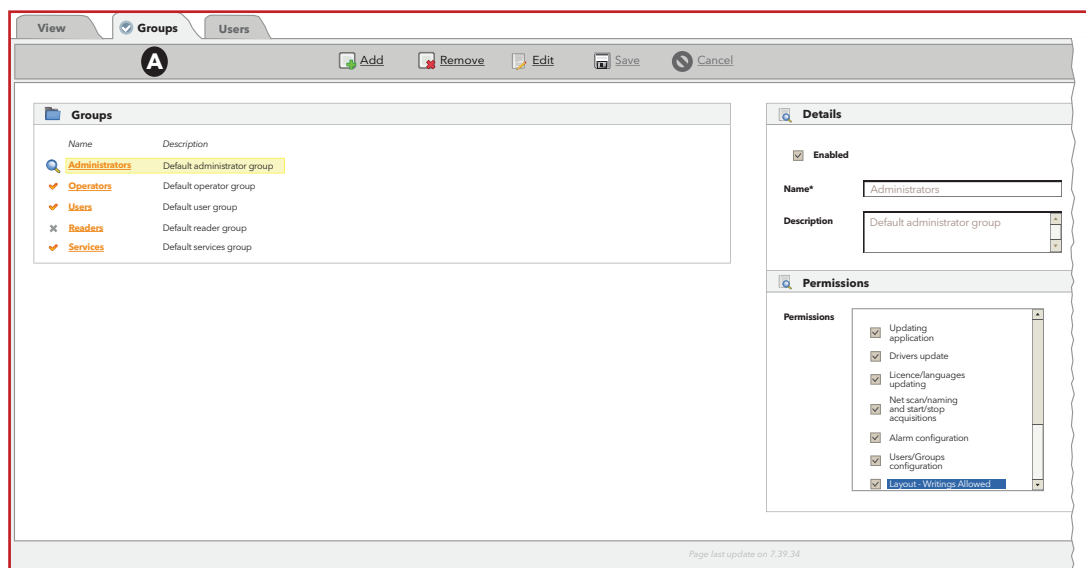 View Groups Users
A Add Remove Edit Save Cancel
Groups
Name Description
Administrators Default administrator group
Operators Default operator group
Users Default user group
Readers Default reader group
Services Default services group
Details
Enabled
Name* Administrators
Description Default administrator group
Permissions
Permissions
Updating
application
Drivers update
Licence/languages
updating
Net scan/naming
and start/stop
acquisitions
Alarm configuration
Users/Groups
configuration
Layout - Writings Allowed
Page last update on 7.39.34